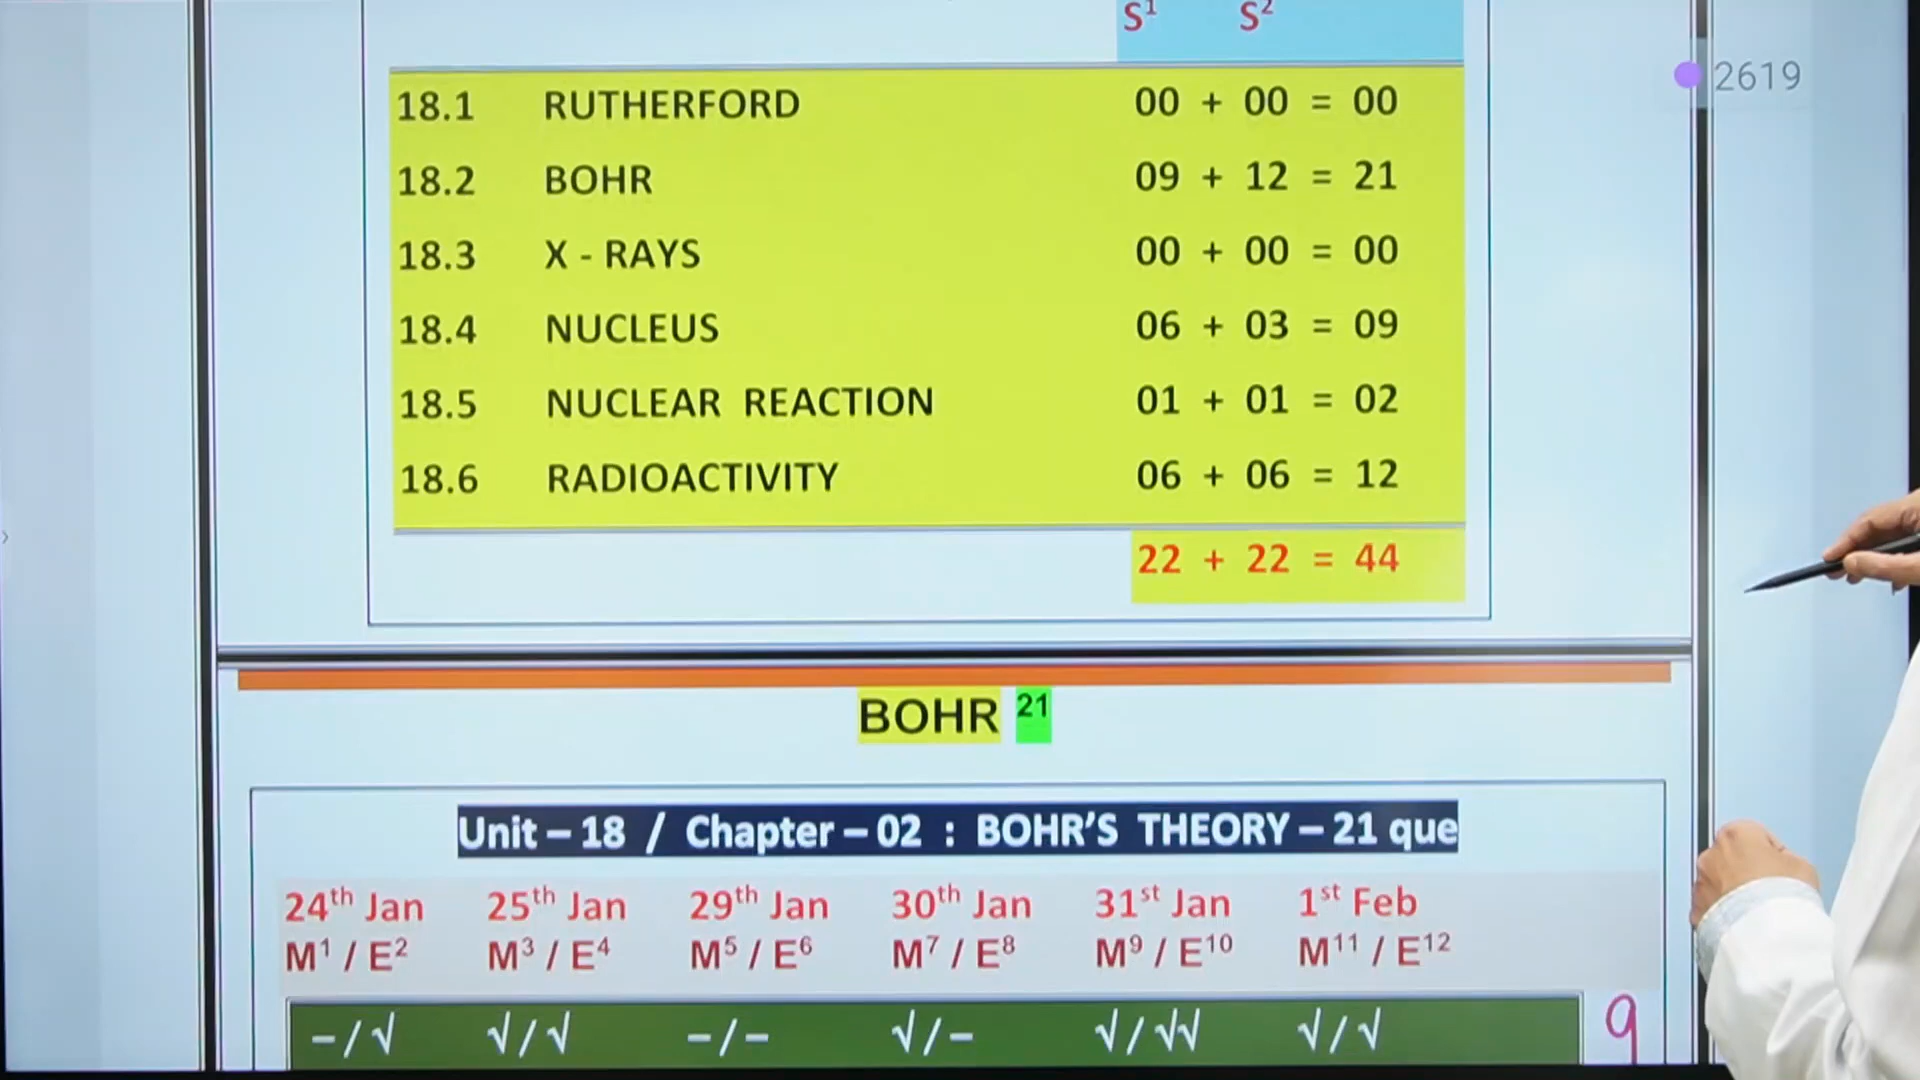 S¹ S²
2619
18.1 RUTHERFORD 00 + 00 = 00
18.2 BOHR 09 + 12 = 21
18.3 X - RAYS 00 + 00 = 00
18.4 NUCLEUS 06 + 03 = 09
18.5 NUCLEAR REACTION 01 + 01 = 02
18.6 RADIOACTIVITY 06 + 06 = 12
22 + 22 = 44
BOHR ²¹
Unit – 18 / Chapter – 02 : BOHR’S THEORY – 21 que
24ᵗʰ Jan 25ᵗʰ Jan 29ᵗʰ Jan 30ᵗʰ Jan 31ˢᵗ Jan 1ˢᵗ Feb
M¹ / E² M³ / E⁴ M⁵ / E⁶ M⁷ / E⁸ M⁹ / E¹⁰ M¹¹ / E¹²
– / √ √ / √ – / – √ / – √ / √√ √ / √ 9